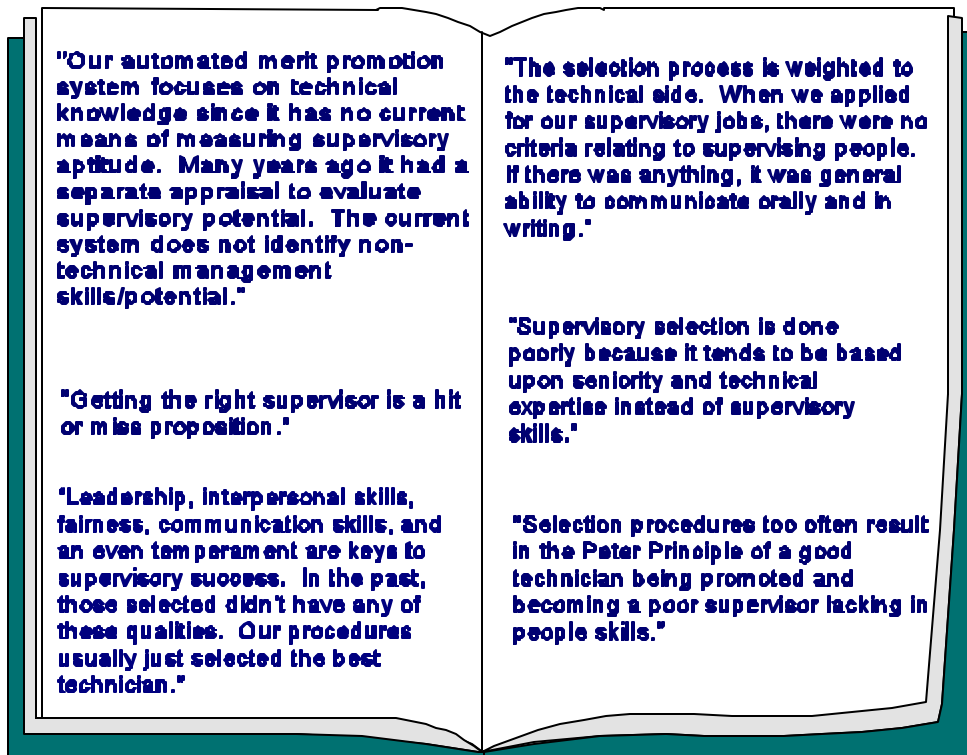 "Our automated merit promotion
system focuses on technical
knowledge since it has no current
means of measuring supervisory
aptitude.  Many years ago it had a
separate appraisal to evaluate
supervisory potential.  The current
system does not identify non-
technical management
skills/potential."
"Getting the right supervisor is a hit
or miss proposition."
"Leadership, interpersonal skills,
fairness, communication skills, and
an even temperament are keys to
supervisory success.  In the past,
those selected didn't have any of
these qualities.  Our procedures
usually just selected the best
technician."
"The selection process is weighted to
the technical side.  When we applied
for our supervisory jobs, there were no
criteria relating to supervising people.
If there was anything, it was general
ability to communicate orally and in
writing."
"Supervisory selection is done
poorly because it tends to be based
upon seniority and technical
expertise instead of supervisory
skills."
"Selection procedures too often result
in the Peter Principle of a good
technician being promoted and
becoming a poor supervisor lacking in
people skills."